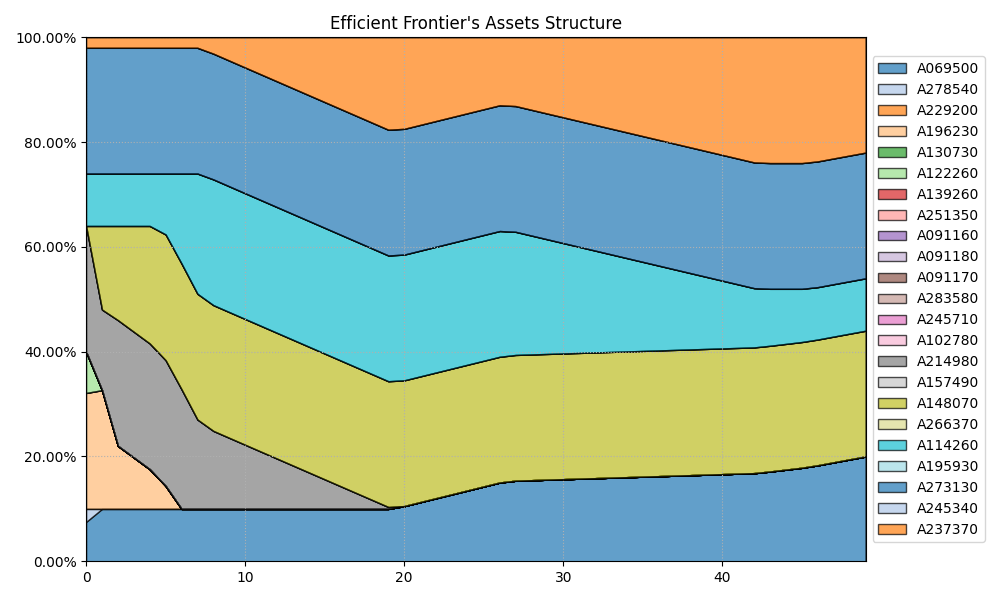 Efficient Frontier's Assets Structure
100.00%
80.00%
60.00%
40.00%
20.00%
0.00%
0
10
20
30
40
A069500
A278540
A229200
A196230
A130730
A122260
A139260
A251350
A091160
A091180
A091170
A283580
A245710
A102780
A214980
A157490
A148070
A266370
A114260
A195930
A273130
A245340
A237370